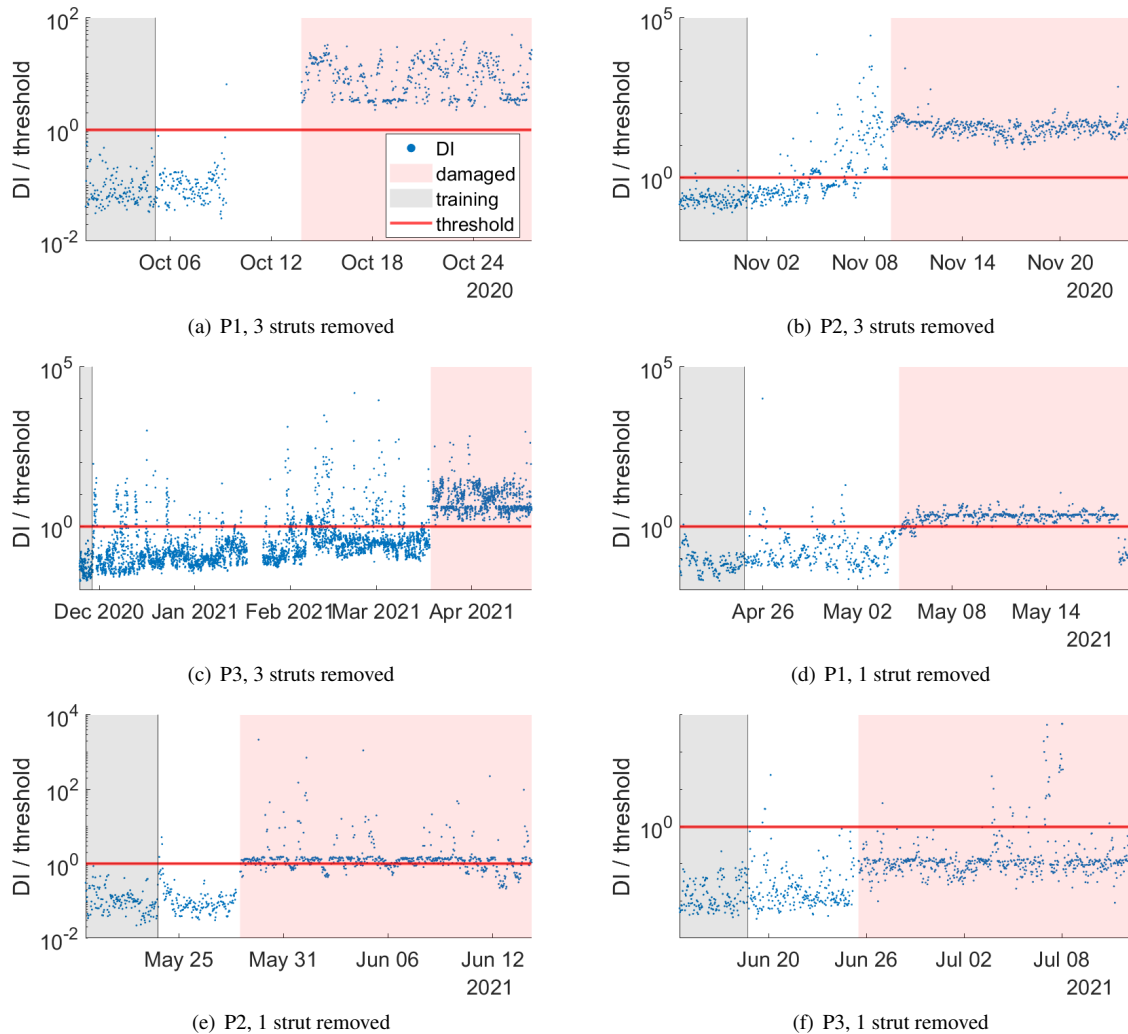 10^2
10^0
10^-2
DI / threshold
DI
damaged
training
threshold
Oct 06
Oct 12
Oct 18
Oct 24
2020
(a) P1, 3 struts removed
10^5
10^0
DI / threshold
Nov 02
Nov 08
Nov 14
Nov 20
2020
(b) P2, 3 struts removed
10^5
10^0
DI / threshold
Dec 2020
Jan 2021
Feb 2021
Mar 2021
Apr 2021
(c) P3, 3 struts removed
10^5
10^0
DI / threshold
Apr 26
May 02
May 08
May 14
2021
(d) P1, 1 strut removed
10^4
10^2
10^0
10^-2
DI / threshold
May 25
May 31
Jun 06
Jun 12
2021
(e) P2, 1 strut removed
10^0
DI / threshold
Jun 20
Jun 26
Jul 02
Jul 08
2021
(f) P3, 1 strut removed